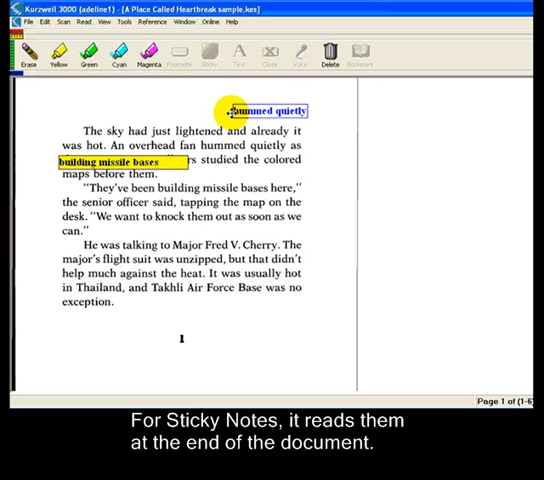 Kurzweil 3000 (adeline1) - [A Place Called Heartbreak sample.kes]
File Edit Scan Read View Tools Reference Window Online Help
Erase Yellow Green Cyan Magenta Footnote Sticky Text Close Voice Delete Bookmark
hummed quietly
The sky had just lightened and already it
was hot. An overhead fan hummed quietly as
building missile bases rs studied the colored
maps before them.
"They've been building missile bases here,"
the senior officer said, tapping the map on the
desk. "We want to knock them out as soon as we
can."
He was talking to Major Fred V. Cherry. The
major's flight suit was unzipped, but that didn't
help much against the heat. It was usually hot
in Thailand, and Takhli Air Force Base was no
exception.
1
Page 1 of (1-6
For Sticky Notes, it reads them
at the end of the document.